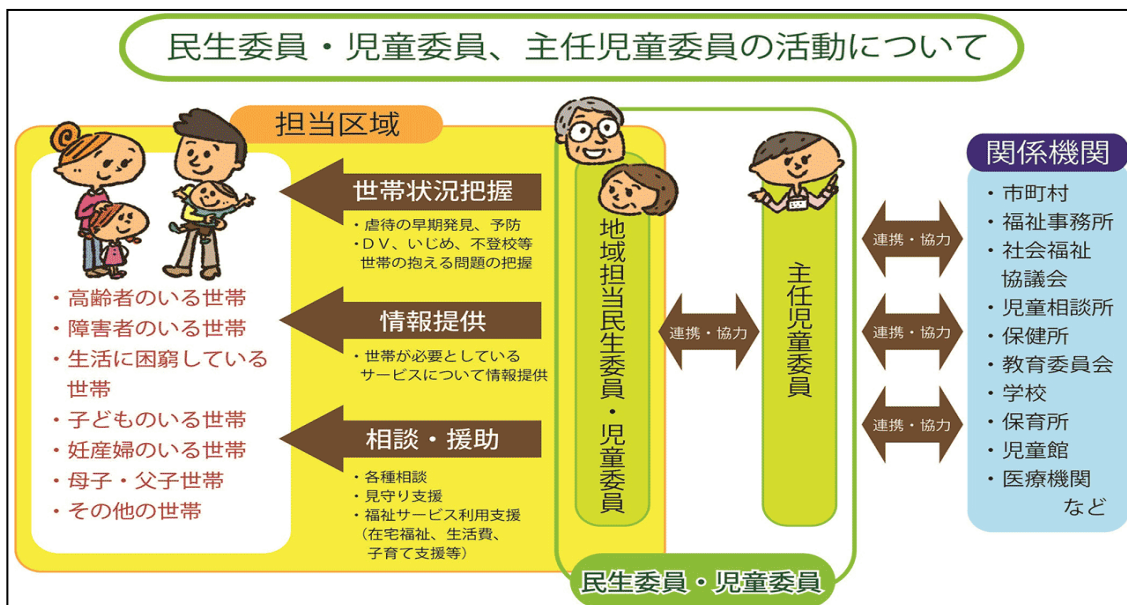 民生委員・児童委員、主任児童委員の活動について
担当区域
・高齢者のいる世帯
・障害者のいる世帯
・生活に困窮している
世帯
・子どものいる世帯
・妊産婦のいる世帯
・母子・父子世帯
・その他の世帯
世帯状況把握
・虐待の早期発見、予防
・ＤＶ、いじめ、不登校等
世帯の抱える問題の把握
情報提供
・世帯が必要としている
サービスについて情報提供
相談・援助
・各種相談
・見守り支援
・福祉サービス利用支援
（在宅福祉、生活費、
子育て支援等）
地域担当民生委員・児童委員
連携・協力
主任児童委員
民生委員・児童委員
連携・協力
連携・協力
連携・協力
関係機関
・市町村
・福祉事務所
・社会福祉
協議会
・児童相談所
・保健所
・教育委員会
・学校
・保育所
・児童館
・医療機関
など